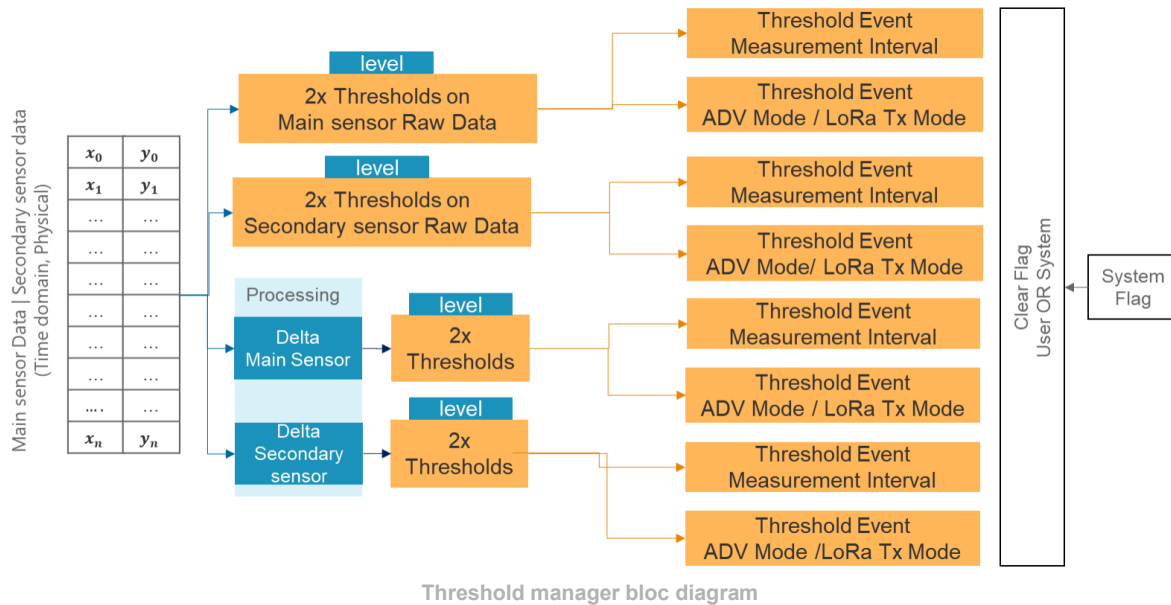 Main sensor Data | Secondary sensor data
(Time domain, Physical)
x₀ y₀
x₁ y₁
... ...
... ...
... ...
... ...
... ...
... ...
.... ...
xₙ yₙ
level
2x Thresholds on
Main sensor Raw Data
level
2x Thresholds on
Secondary sensor Raw Data
Processing
Delta
Main Sensor
level
2x
Thresholds
Delta
Secondary
sensor
level
2x
Thresholds
Threshold Event
Measurement Interval
Threshold Event
ADV Mode / LoRa Tx Mode
Threshold Event
Measurement Interval
Threshold Event
ADV Mode/ LoRa Tx Mode
Threshold Event
Measurement Interval
Threshold Event
ADV Mode / LoRa Tx Mode
Threshold Event
Measurement Interval
Threshold Event
ADV Mode /LoRa Tx Mode
Clear Flag
User OR System
System
Flag
Threshold manager bloc diagram